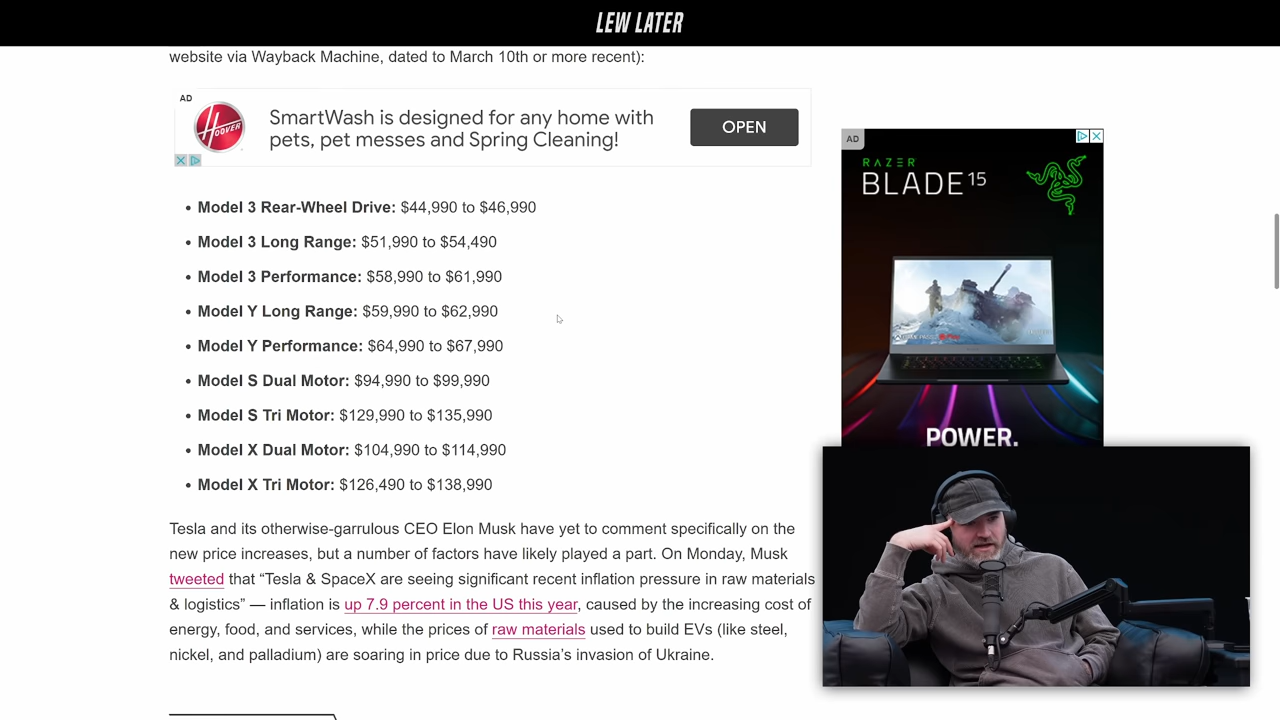 LEW LATER
website via Wayback Machine, dated to March 10th or more recent):
AD
HOOVER
SmartWash is designed for any home with
pets, pet messes and Spring Cleaning!
OPEN
• Model 3 Rear-Wheel Drive: $44,990 to $46,990
• Model 3 Long Range: $51,990 to $54,490
• Model 3 Performance: $58,990 to $61,990
• Model Y Long Range: $59,990 to $62,990
• Model Y Performance: $64,990 to $67,990
• Model S Dual Motor: $94,990 to $99,990
• Model S Tri Motor: $129,990 to $135,990
• Model X Dual Motor: $104,990 to $114,990
• Model X Tri Motor: $126,490 to $138,990
Tesla and its otherwise-garrulous CEO Elon Musk have yet to comment specifically on the
new price increases, but a number of factors have likely played a part. On Monday, Musk
tweeted that “Tesla & SpaceX are seeing significant recent inflation pressure in raw materials
& logistics” — inflation is up 7.9 percent in the US this year, caused by the increasing cost of
energy, food, and services, while the prices of raw materials used to build EVs (like steel,
nickel, and palladium) are soaring in price due to Russia’s invasion of Ukraine.
AD
RAZER
BLADE 15
POWER.